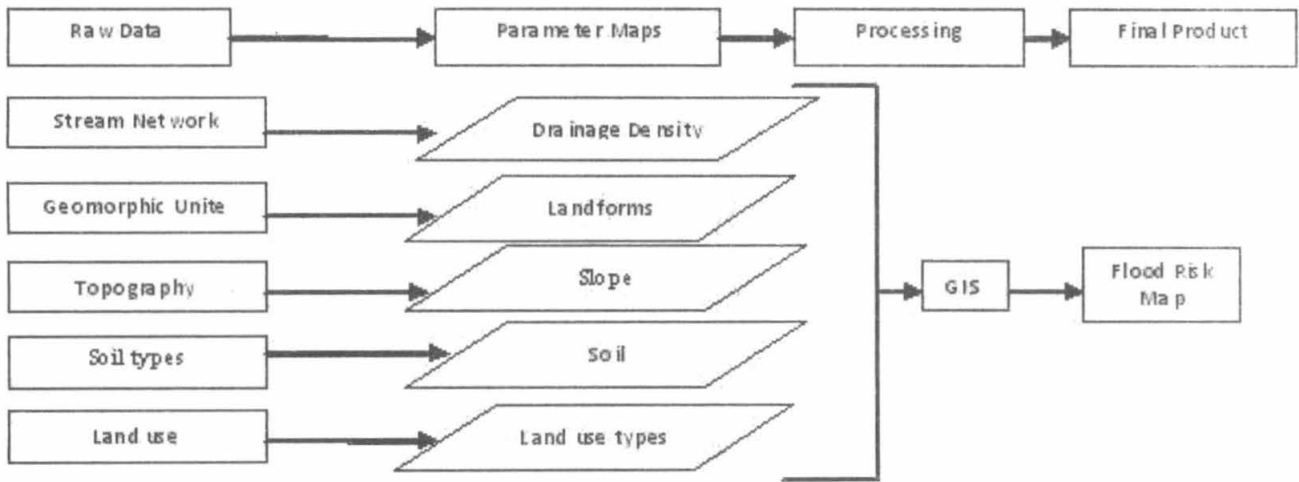 Raw Data
Parameter Maps
Processing
Final Product
Stream Network
Drainage Density
Geomorphic Unite
Landforms
Topography
Slope
GIS
Flood Risk
Map
Soil types
Soil
Land use
Land use types